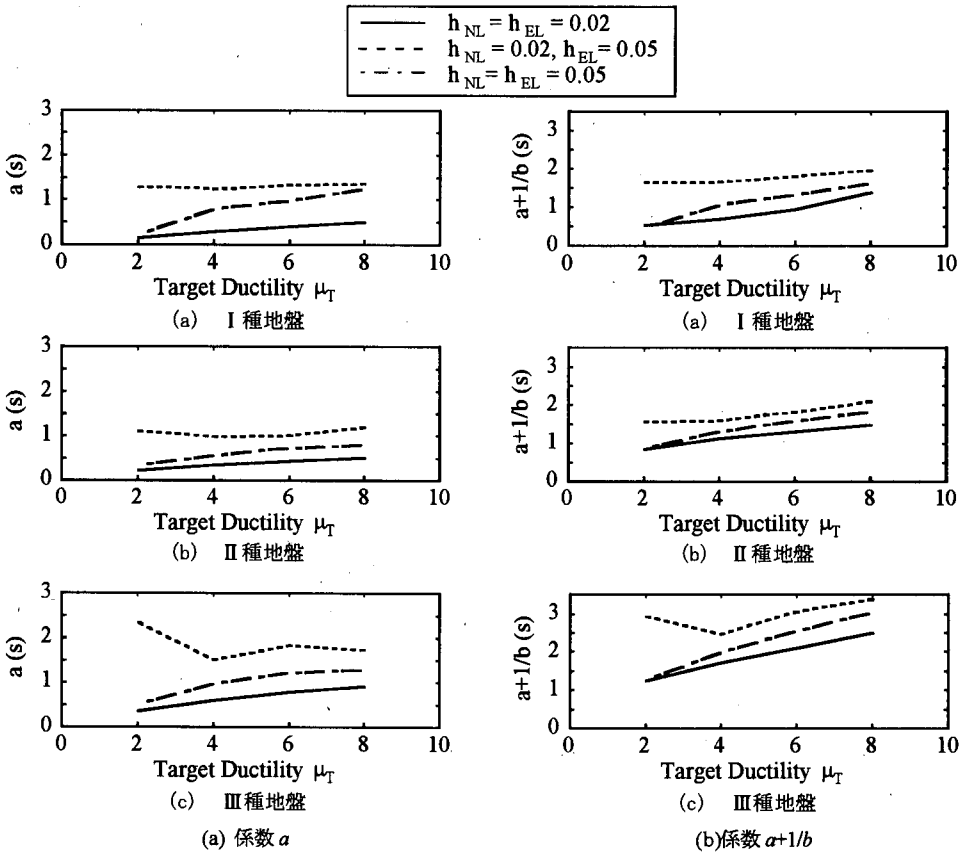 h NL = h EL = 0.02
h NL = 0.02, h EL = 0.05
h NL = h EL = 0.05
3
2
1
0
a (s)
0 2 4 6 8 10
Target Ductility μT
(a) Ⅰ種地盤
3
2
1
0
a (s)
0 2 4 6 8 10
Target Ductility μT
(b) Ⅱ種地盤
3
2
1
0
a (s)
0 2 4 6 8 10
Target Ductility μT
(c) Ⅲ種地盤
(a) 係数 a
3
2
1
0
a+1/b (s)
0 2 4 6 8 10
Target Ductility μT
(a) Ⅰ種地盤
3
2
1
0
a+1/b (s)
0 2 4 6 8 10
Target Ductility μT
(b) Ⅱ種地盤
3
2
1
0
a+1/b (s)
0 2 4 6 8 10
Target Ductility μT
(c) Ⅲ種地盤
(b)係数 a+1/b